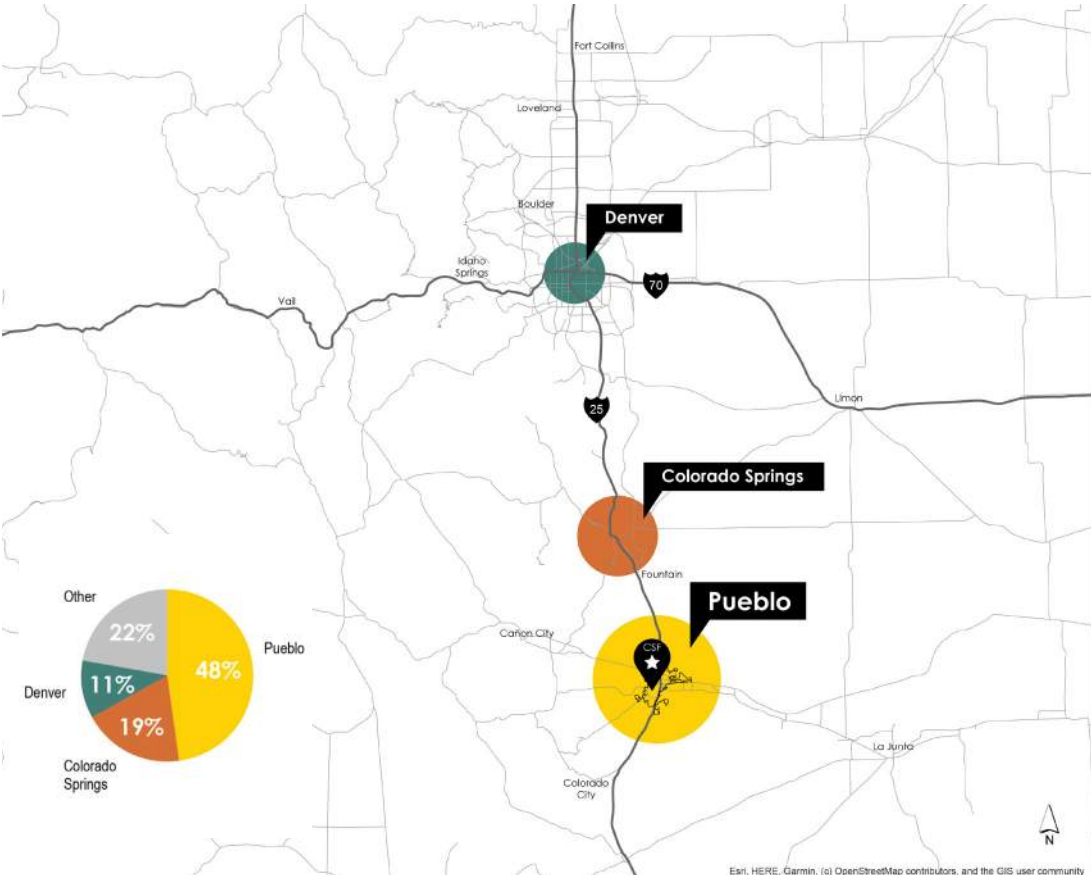 Fort Collins
Loveland
Boulder
Denver
Idaho
Springs
70
Vail
25
Limon
Colorado Springs
Fountain
Pueblo
Cañon City
CSF
La Junta
Colorado
City
Other
22%
Pueblo
48%
Denver
11%
19%
Colorado
Springs
N
Esri, HERE, Garmin, (c) OpenStreetMap contributors, and the GIS user community